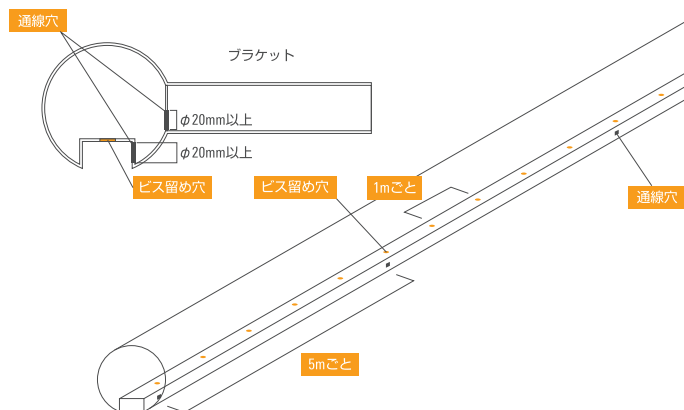 通線穴
ブラケット
φ20mm以上
φ20mm以上
ビス留め穴
ビス留め穴
1mごと
通線穴
5mごと